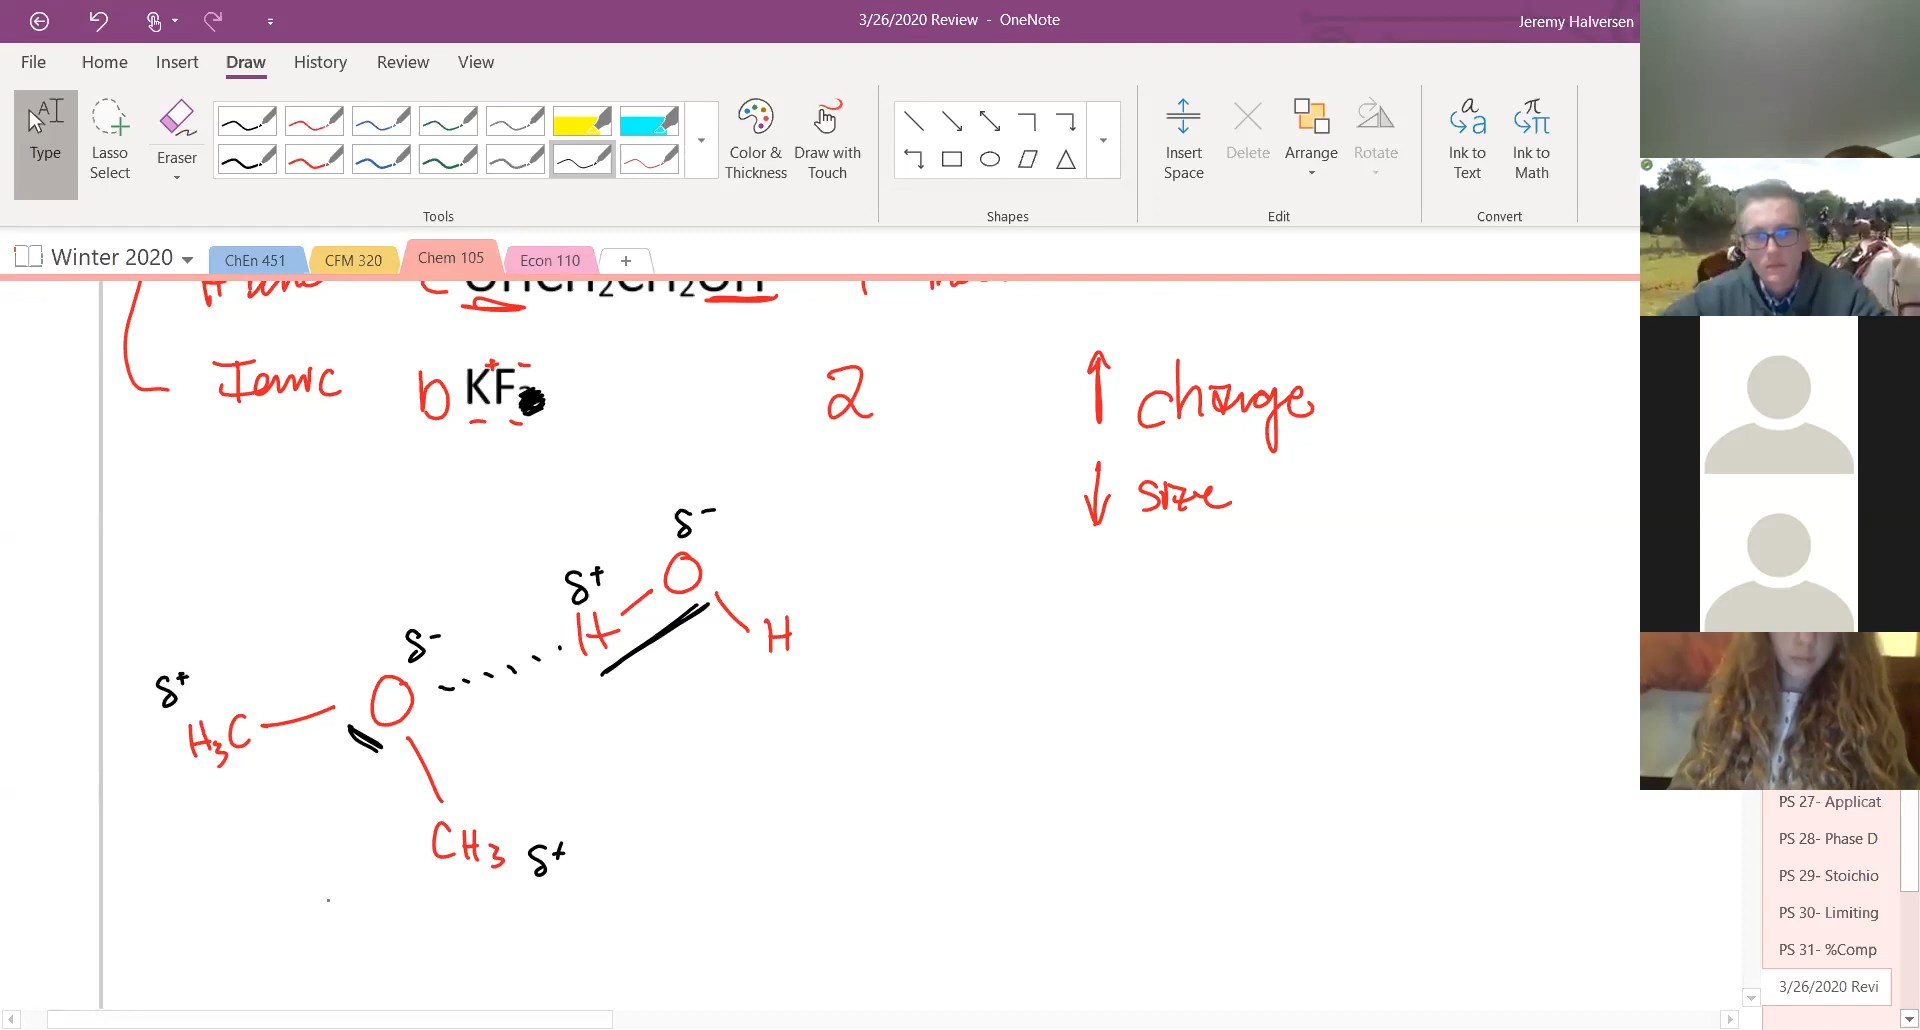 3/26/2020 Review - OneNote
Jeremy Halversen
File Home Insert Draw History Review View
Type
Lasso Select
Eraser
Color & Thickness
Draw with Touch
Insert Space
Delete
Arrange
Rotate
Ink to Text
Ink to Math
Tools
Shapes
Edit
Convert
Winter 2020
ChEn 451
CFM 320
Chem 105
Econ 110
Ionic b KF + - 2 ↑ charge
↓ size
δ-
δ+ O
H H
δ-
δ+ O
H3C
CH3 δ+
PS 27- Applicat
PS 28- Phase D
PS 29- Stoichio
PS 30- Limiting
PS 31- %Comp
3/26/2020 Revi